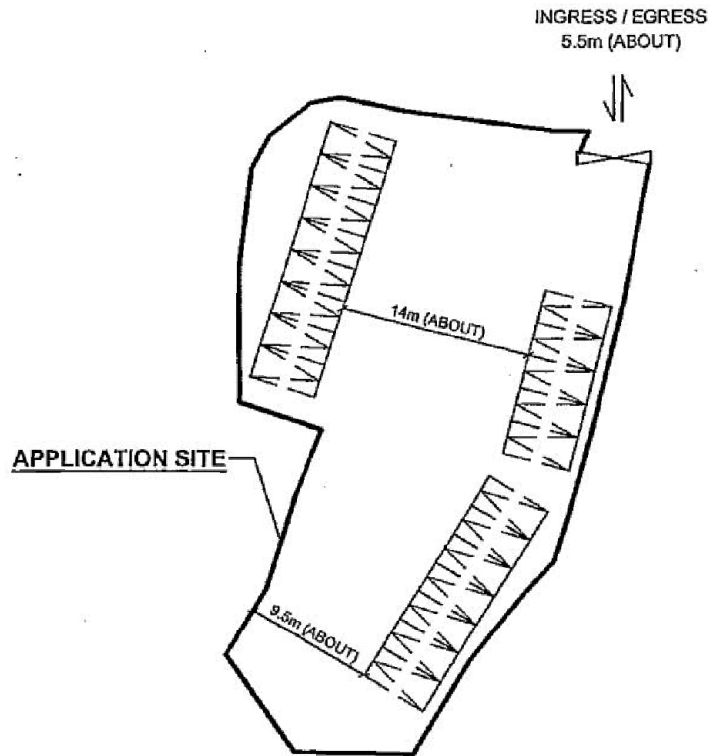 INGRESS / EGRESS
5.5m (ABOUT)
14m (ABOUT)
APPLICATION SITE
9.5m (ABOUT)